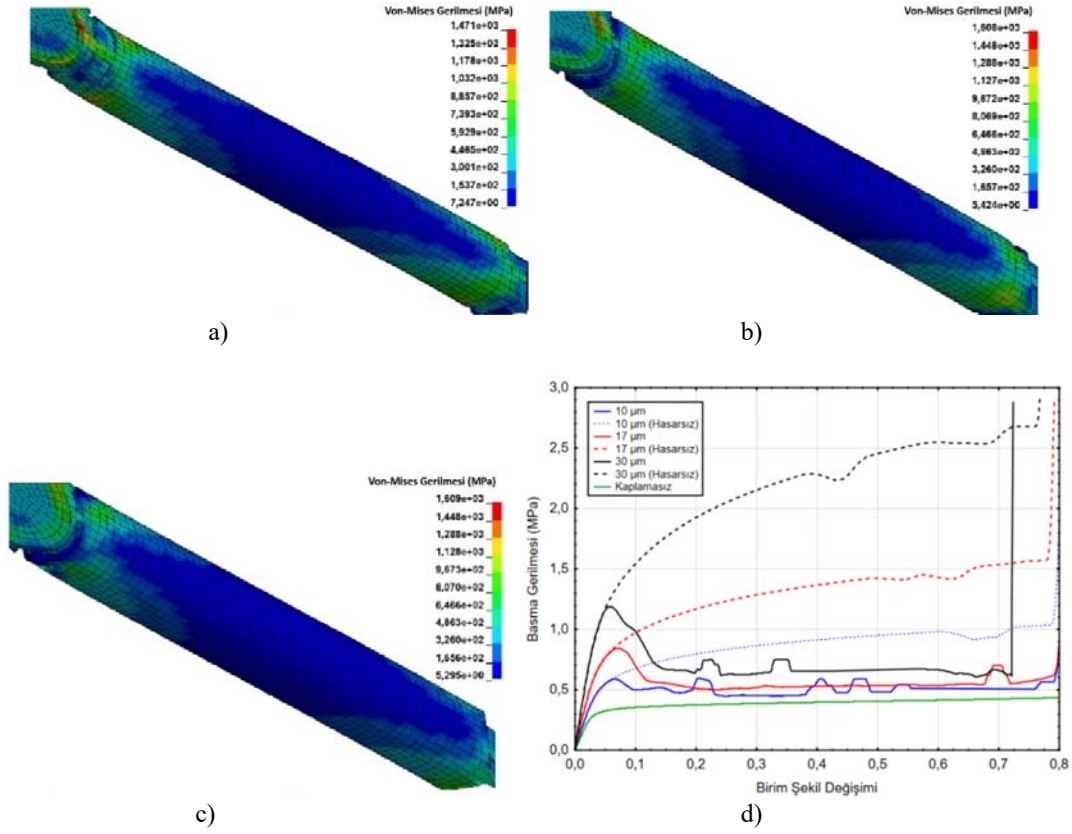 Von-Mises Gerilmesi (MPa)
1,471e+03
1,325e+03
1,178e+03
1,032e+03
8,857e+02
7,393e+02
5,929e+02
4,465e+02
3,001e+02
1,537e+02
7,247e+00
a)
Von-Mises Gerilmesi (MPa)
1,608e+03
1,448e+03
1,288e+03
1,127e+03
9,672e+02
8,069e+02
6,466e+02
4,863e+02
3,260e+02
1,657e+02
5,424e+00
b)
Von-Mises Gerilmesi (MPa)
1,609e+03
1,448e+03
1,288e+03
1,128e+03
9,673e+02
8,070e+02
6,466e+02
4,863e+02
3,260e+02
1,656e+02
5,295e+00
c)
3,0
2,5
2,0
1,5
1,0
0,5
0,0
Basma Gerilmesi (MPa)
10 µm
10 µm (Hasarsız)
17 µm
17 µm (Hasarsız)
30 µm
30 µm (Hasarsız)
Kaplamasız
0,0 0,1 0,2 0,3 0,4 0,5 0,6 0,7 0,8
Birim Şekil Değişimi
d)